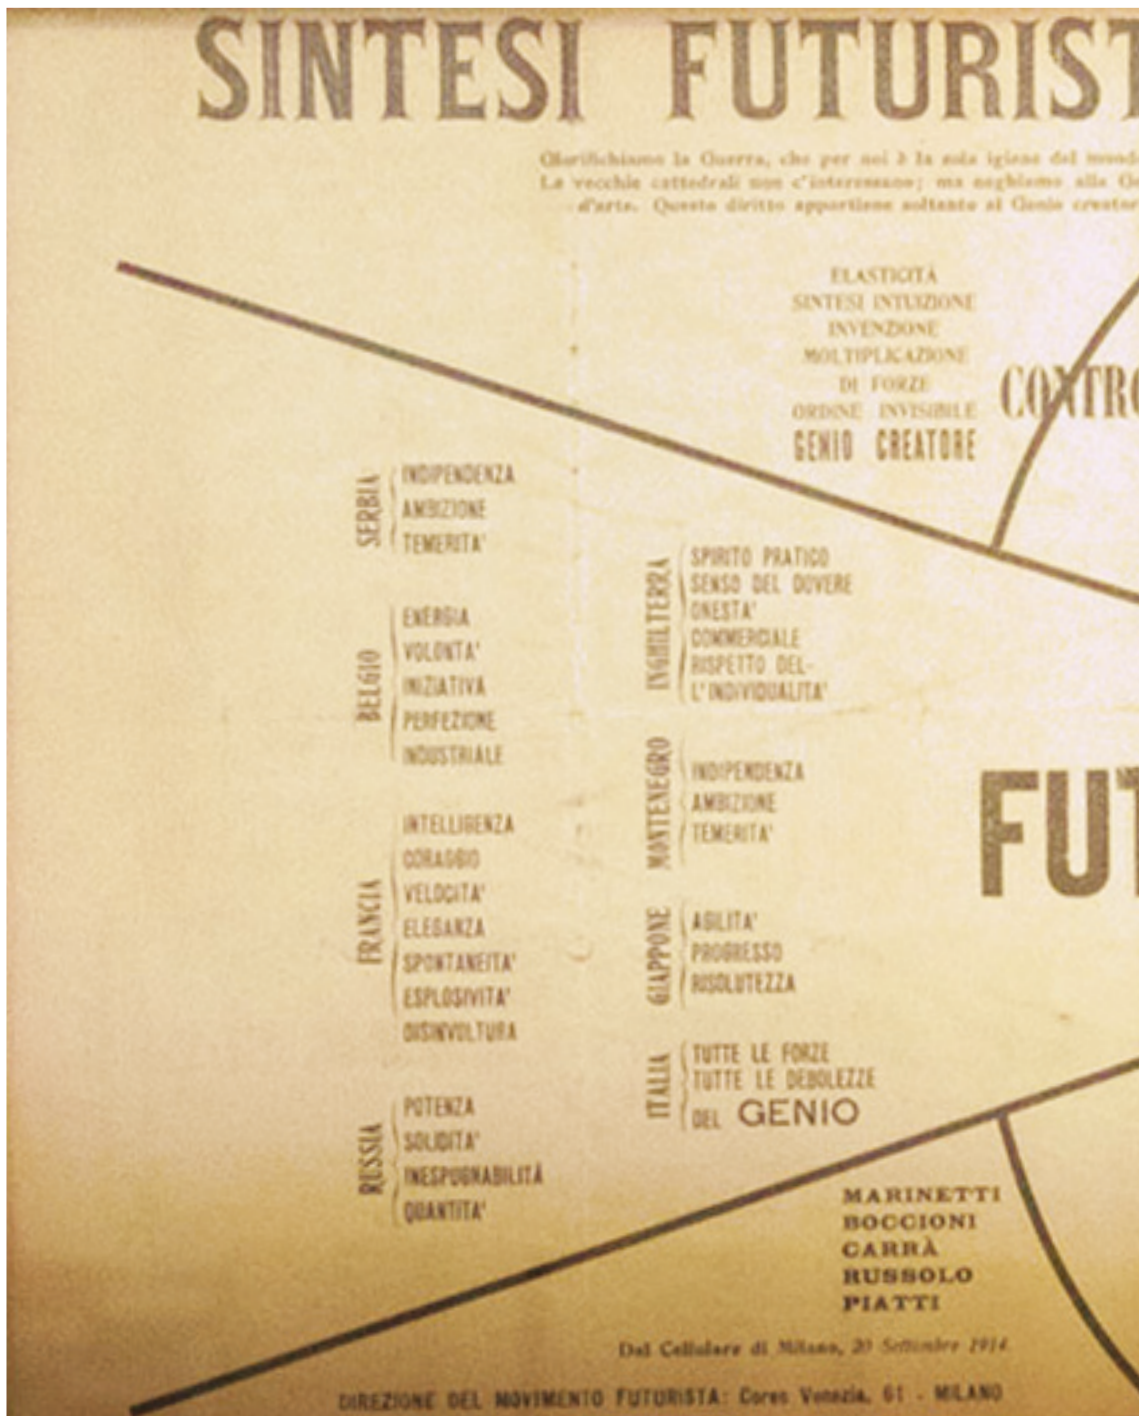 SINTESI FUTURIST
Glorifichiamo la Guerra, che per noi è la sola igiene del mond
Le vecchie cattedrali non c'interessano; ma neghiamo alla Ge
d'arte. Questo diritto appartiene soltanto al Genio creator
ELASTICITÀ
SINTESI INTUIZIONE
INVENZIONE
MOLTIPLICAZIONE
DI FORZE
ORDINE INVISIBILE
GENIO CREATORE
CONTRO
SERBIA
INDIPENDENZA
AMBIZIONE
TEMERITA'
BELGIO
ENERGIA
VOLONTA'
INIZIATIVA
PERFEZIONE
INDUSTRIALE
FRANCIA
INTELLIGENZA
CORAGGIO
VELOCITA'
ELEGANZA
SPONTANEITA'
ESPLOSIVITA'
DISINVOLTURA
RUSSIA
POTENZA
SOLIDITA'
INESPUGNABILITÀ
QUANTITA'
INGHILTERRA
SPIRITO PRATICO
SENSO DEL DOVERE
ONESTA'
COMMERCIALE
RISPETTO DEL-
L'INDIVIDUALITA'
MONTENEGRO
INDIPENDENZA
AMBIZIONE
TEMERITA'
GIAPPONE
AGILITA'
PROGRESSO
RISOLUTEZZA
ITALIA
TUTTE LE FORZE
TUTTE LE DEBOLEZZE
DEL GENIO
FUT
MARINETTI
BOCCIONI
CARRÀ
RUSSOLO
PIATTI
Dal Cellulare di Milano, 20 Settembre 1914
DIREZIONE DEL MOVIMENTO FUTURISTA: Corso Venezia, 61 - MILANO